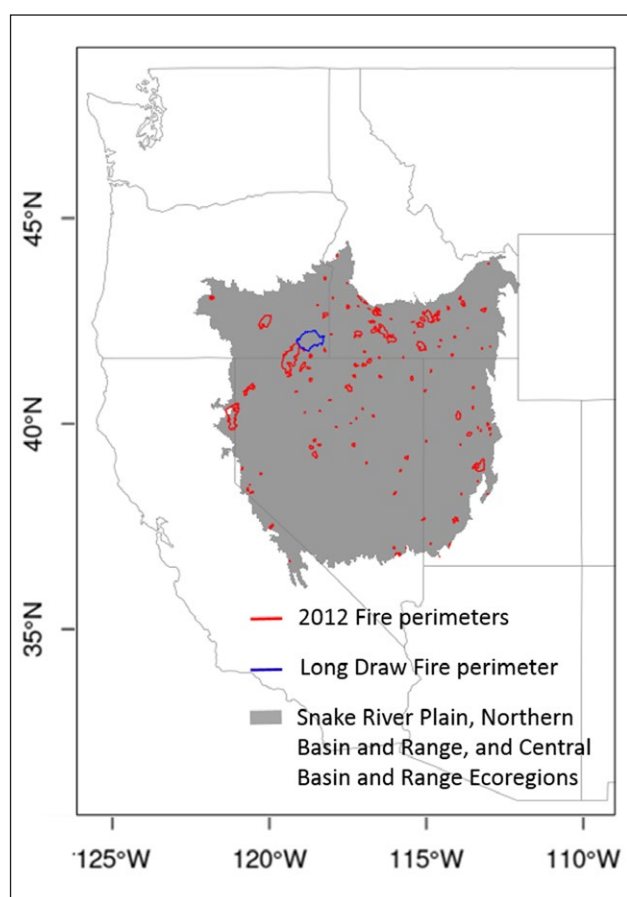 45°N
40°N
35°N
2012 Fire perimeters
Long Draw Fire perimeter
Snake River Plain, Northern
Basin and Range, and Central
Basin and Range Ecoregions
125°W 120°W 115°W 110°W